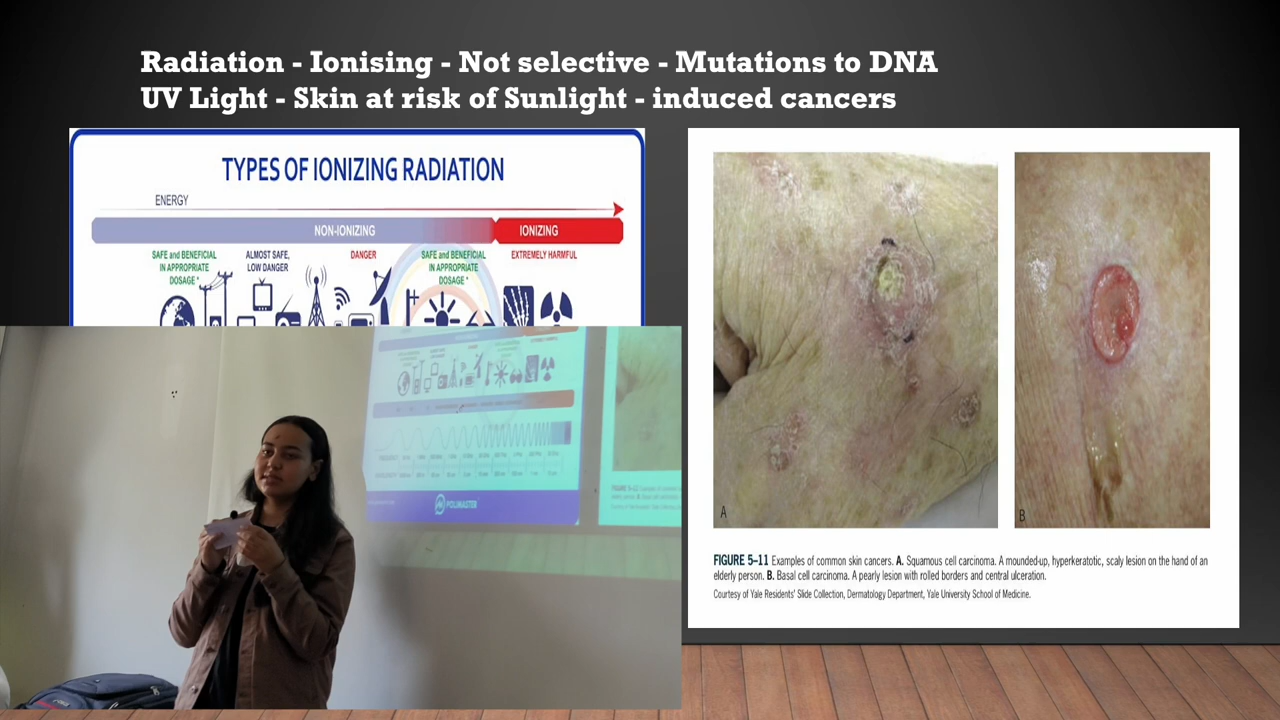 Radiation - Ionising - Not selective - Mutations to DNA
UV Light - Skin at risk of Sunlight - induced cancers
TYPES OF IONIZING RADIATION
ENERGY
NON-IONIZING
IONIZING
SAFE and BENEFICIAL
IN APPROPRIATE
DOSAGE*
ALMOST SAFE,
LOW DANGER
DANGER
SAFE and BENEFICIAL
IN APPROPRIATE
DOSAGE*
EXTREMELY HARMFUL
POLIMASTER
A
B
FIGURE 5–11 Examples of common skin cancers. A. Squamous cell carcinoma. A mounded-up, hyperkeratotic, scaly lesion on the hand of an
elderly person. B. Basal cell carcinoma. A pearly lesion with rolled borders and central ulceration.
Courtesy of Yale Residents' Slide Collection, Dermatology Department, Yale University School of Medicine.